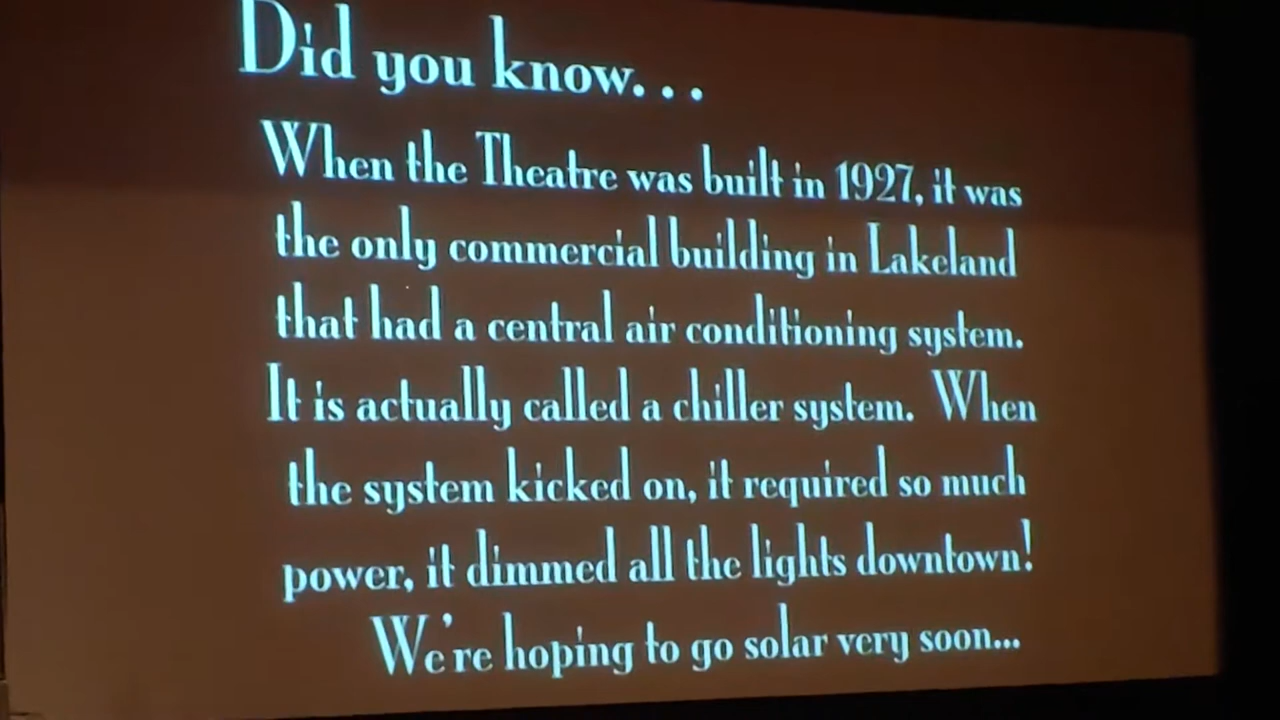 Did you know...
When the Theatre was built in 1927, it was
the only commercial building in Lakeland
that had a central air conditioning system.
It is actually called a chiller system. When
the system kicked on, it required so much
power, it dimmed all the lights downtown!
We're hoping to go solar very soon...